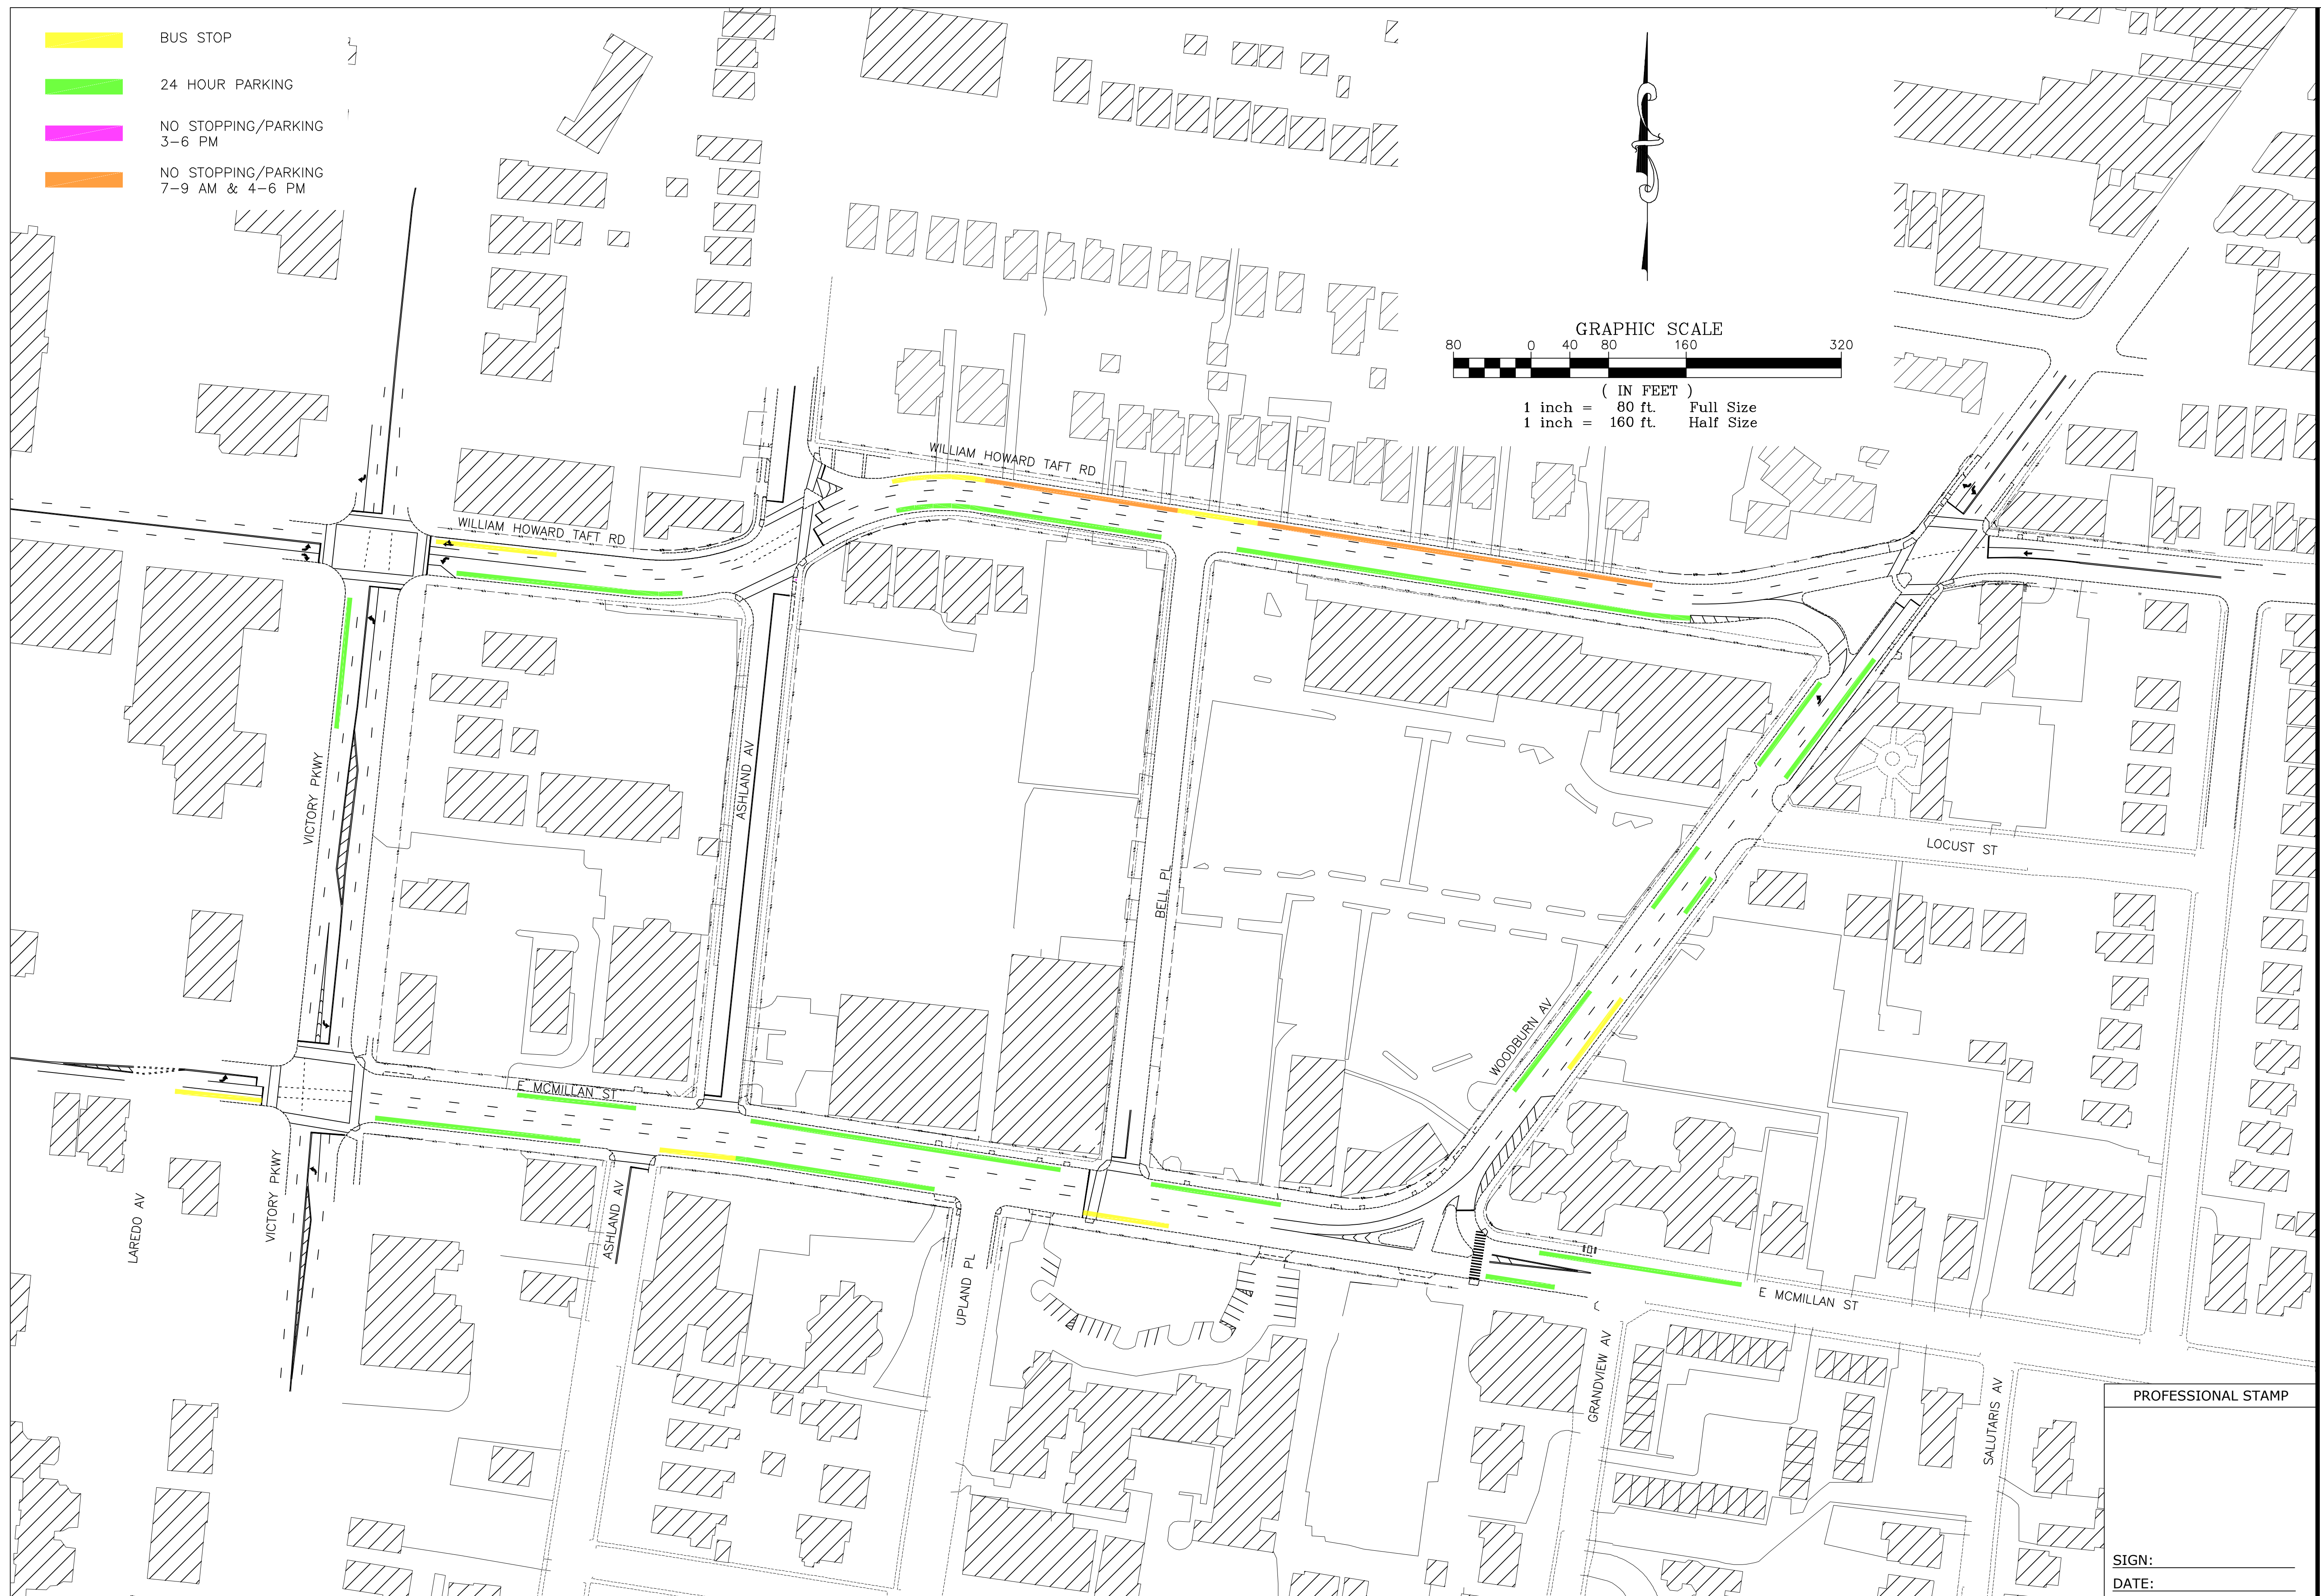 BUS STOP
24 HOUR PARKING
NO STOPPING/PARKING
3-6 PM
NO STOPPING/PARKING
7-9 AM & 4-6 PM
GRAPHIC SCALE
80 0 40 80 160 320
( IN FEET )
1 inch = 80 ft. Full Size
1 inch = 160 ft. Half Size
WILLIAM HOWARD TAFT RD
WILLIAM HOWARD TAFT RD
VICTORY PKWY
ASHLAND AV
BELL PL
LOCUST ST
WOODBURN AV
E MCMILLAN ST
LAREDO AV
VICTORY PKWY
ASHLAND AV
UPLAND PL
E MCMILLAN ST
GRANDVIEW AV
SALUTARIS AV
PROFESSIONAL STAMP
SIGN:
DATE: